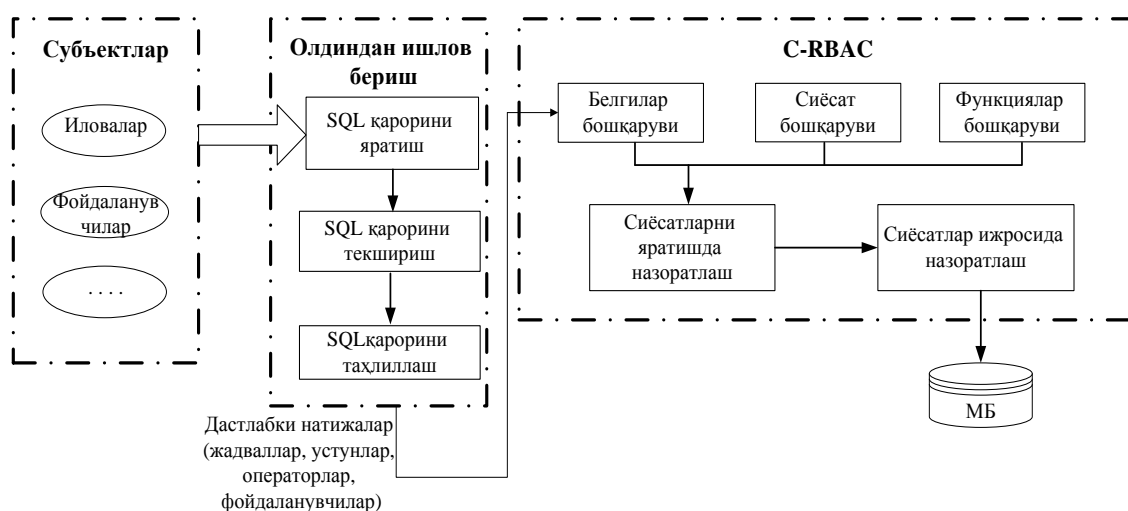 Субъектлар
Иловалар
Фойдаланув
чилар
. . . .
Олдиндан ишлов
бериш
SQL қарорини
яратиш
SQL қарорини
текшириш
SQLқарорини
таҳлиллаш
Дастлабки натижалар
(жадваллар, устунлар,
операторлар,
фойдаланувчилар)
C-RBAC
Белгилар
бошқаруви
Сиёсат
бошқаруви
Функциялар
бошқаруви
Сиёсатларни
яратишда
назоратлаш
Сиёсатлар ижросида
назоратлаш
МБ